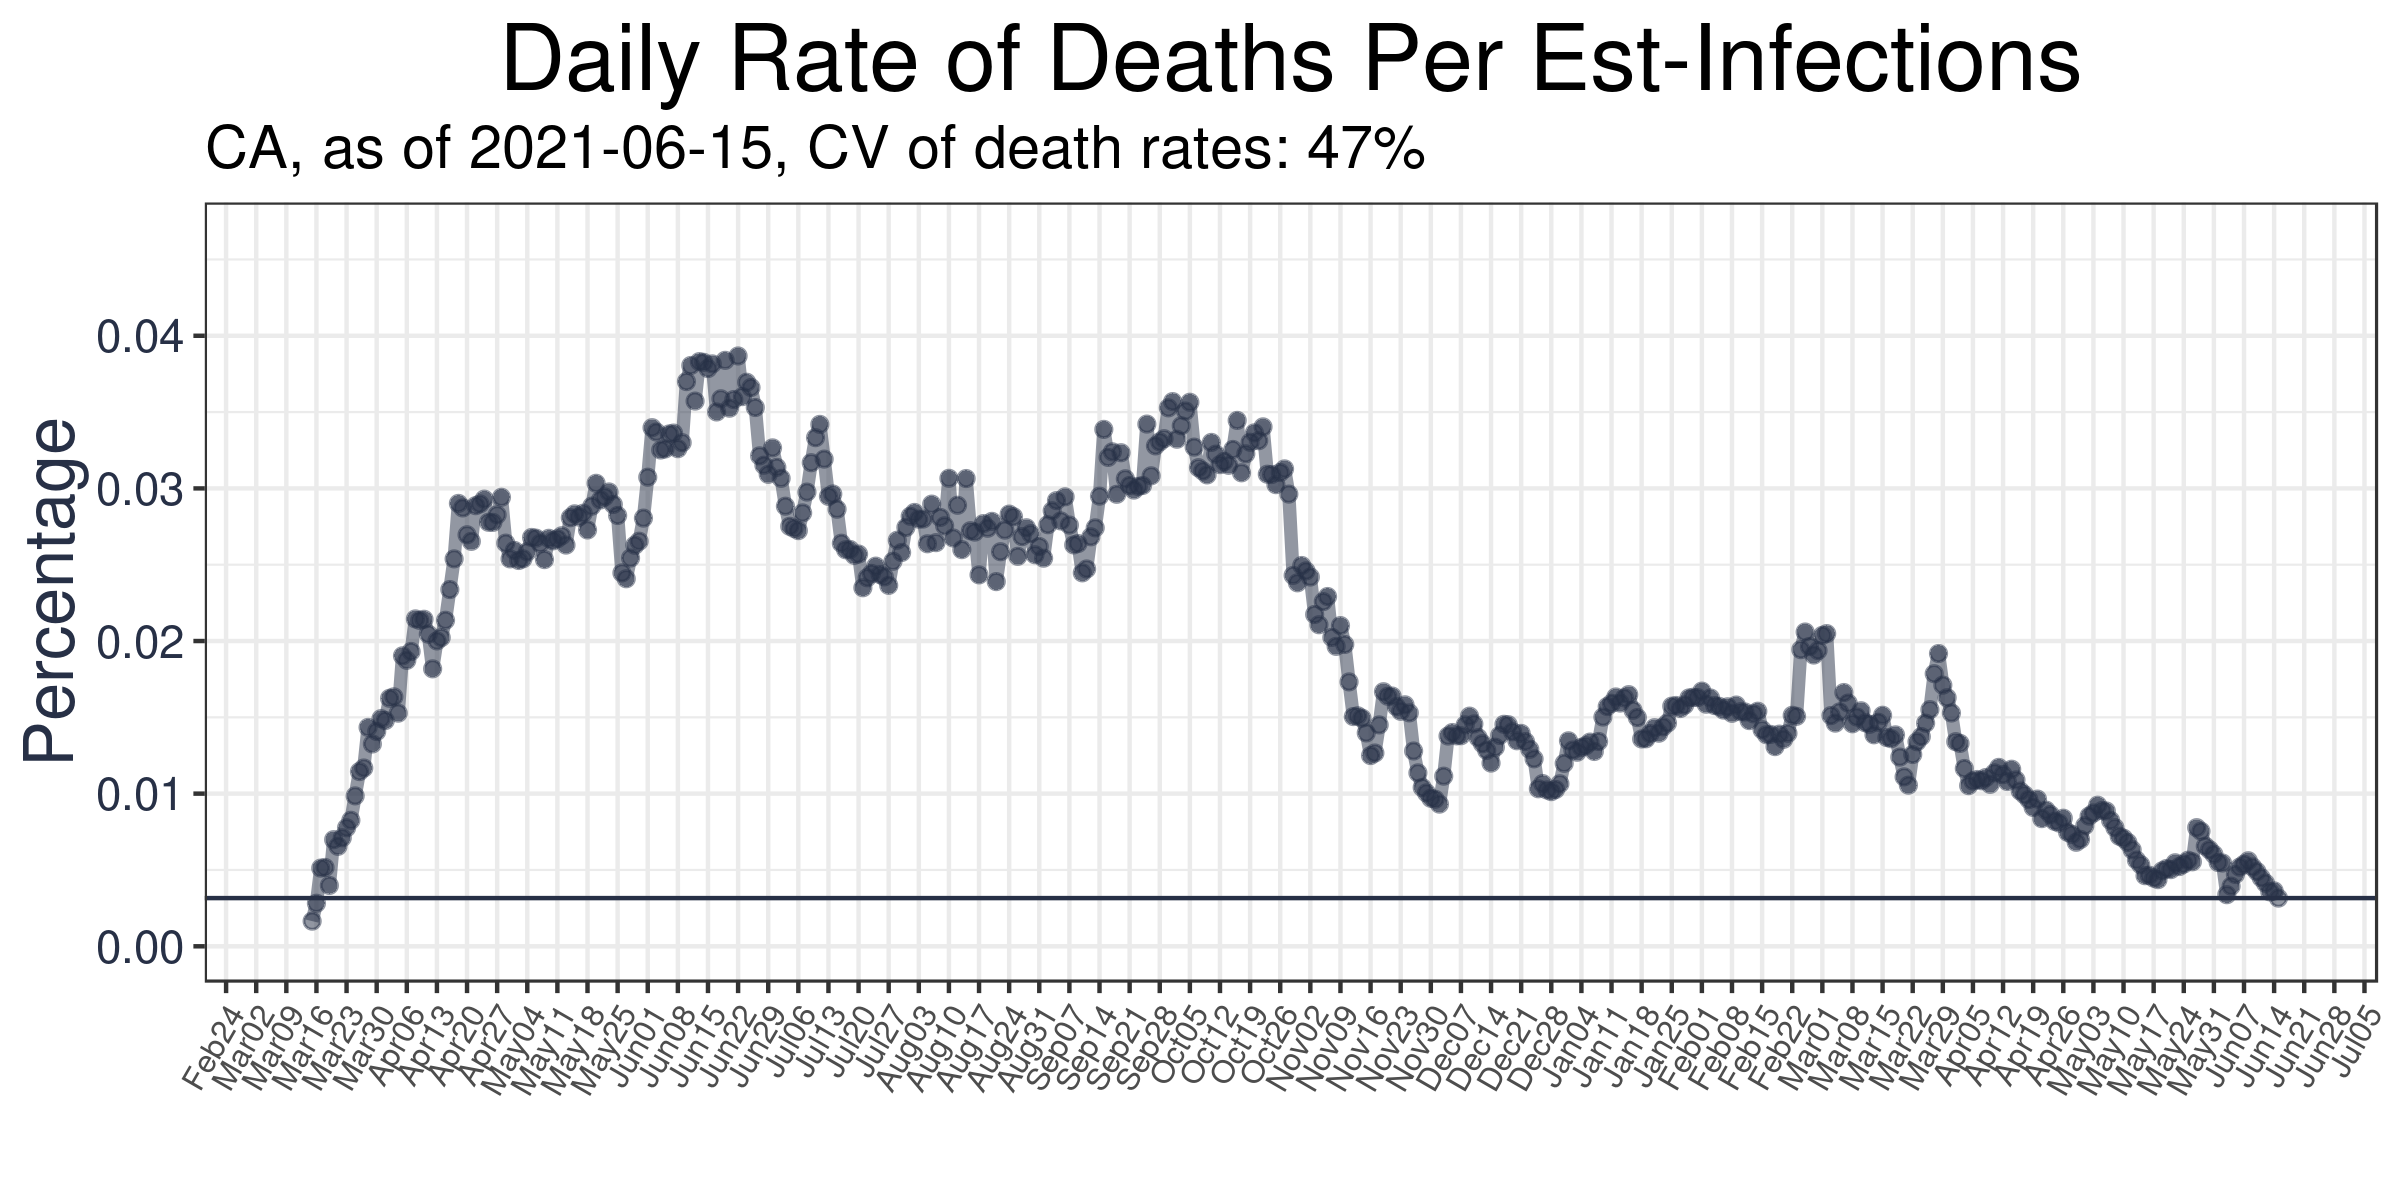 Daily Rate of Deaths Per Est-Infections
CA, as of 2021-06-15, CV of death rates: 47%
Percentage
0.04
0.03
0.02
0.01
0.00
Feb24
Mar02
Mar09
Mar16
Mar23
Mar30
Apr06
Apr13
Apr20
Apr27
May04
May11
May18
May25
Jun01
Jun08
Jun15
Jun22
Jun29
Jul06
Jul13
Jul20
Jul27
Aug03
Aug10
Aug17
Aug24
Aug31
Sep07
Sep14
Sep21
Sep28
Oct05
Oct12
Oct19
Oct26
Nov02
Nov09
Nov16
Nov23
Nov30
Dec07
Dec14
Dec21
Dec28
Jan04
Jan11
Jan18
Jan25
Feb01
Feb08
Feb15
Feb22
Mar01
Mar08
Mar15
Mar22
Mar29
Apr05
Apr12
Apr19
Apr26
May03
May10
May17
May24
May31
Jun07
Jun14
Jun21
Jun28
Jul05